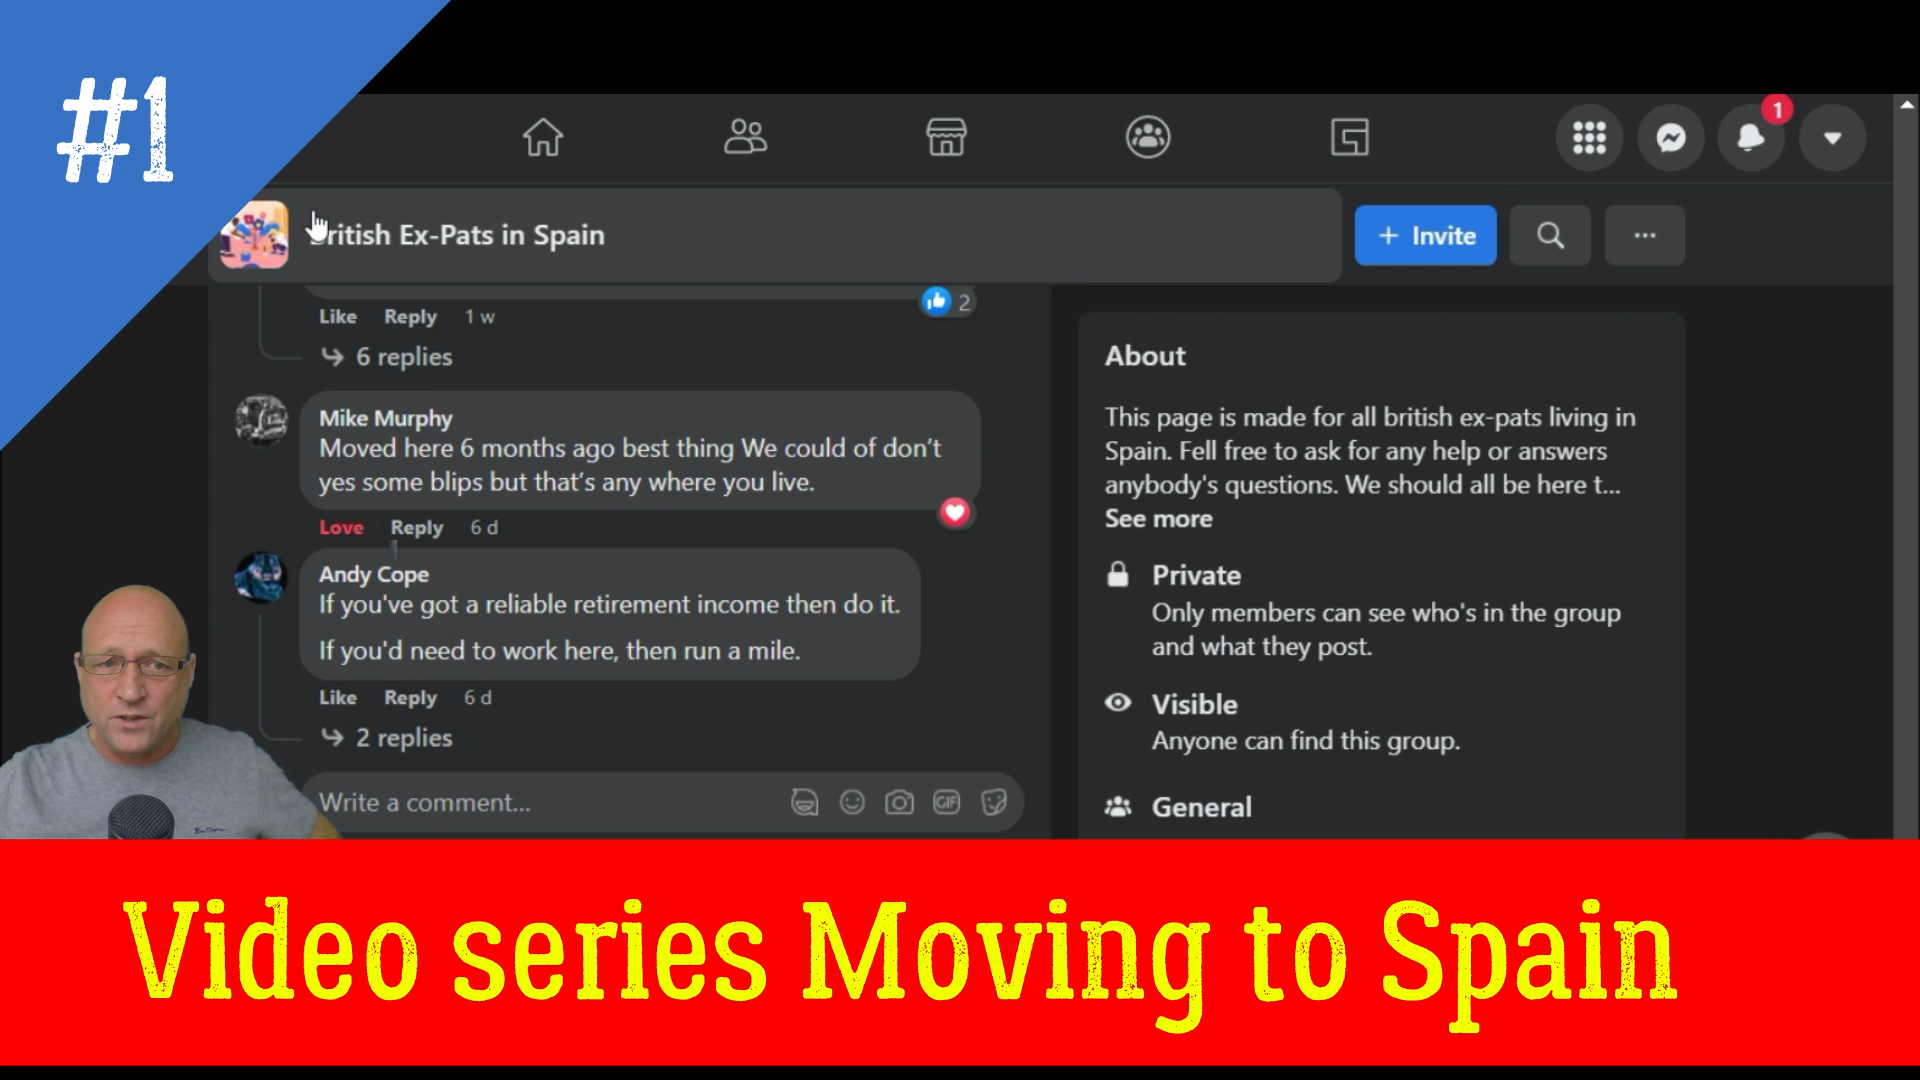 #1
1
British Ex-Pats in Spain
+ Invite
2
Like Reply 1 w
6 replies
Mike Murphy
Moved here 6 months ago best thing We could of don't
yes some blips but that's any where you live.
Love Reply 6 d
Andy Cope
If you've got a reliable retirement income then do it.
If you'd need to work here, then run a mile.
Like Reply 6 d
2 replies
Write a comment...
GIF
About
This page is made for all british ex-pats living in
Spain. Fell free to ask for any help or answers
anybody's questions. We should all be here t...
See more
Private
Only members can see who's in the group
and what they post.
Visible
Anyone can find this group.
General
Video series Moving to Spain